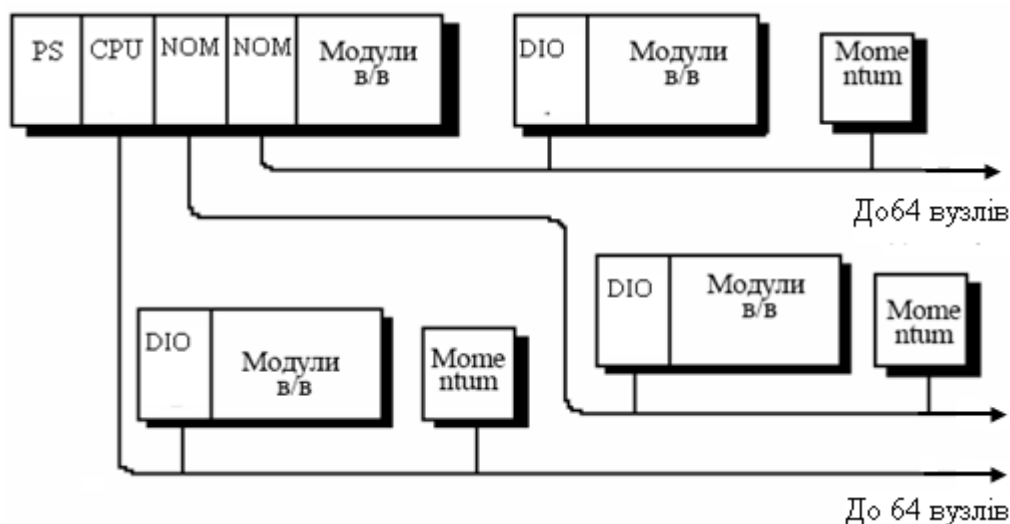 PS CPU NOM NOM Модули
в/в
DIO Модули
в/в
Mome
ntum
До64 вузлів
DIO Модули
в/в
Mome
ntum
DIO Модули
в/в
Mome
ntum
До 64 вузлів